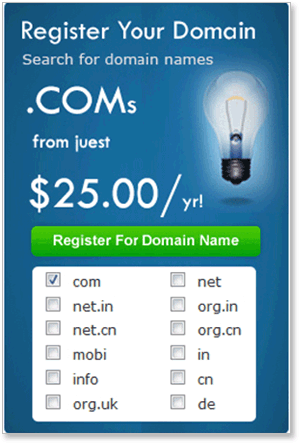 Register Your Domain
Search for domain names
.COMs
from juest
$25.00/yr!
Register For Domain Name
com net
net.in org.in
net.cn org.cn
mobi in
info cn
org.uk de